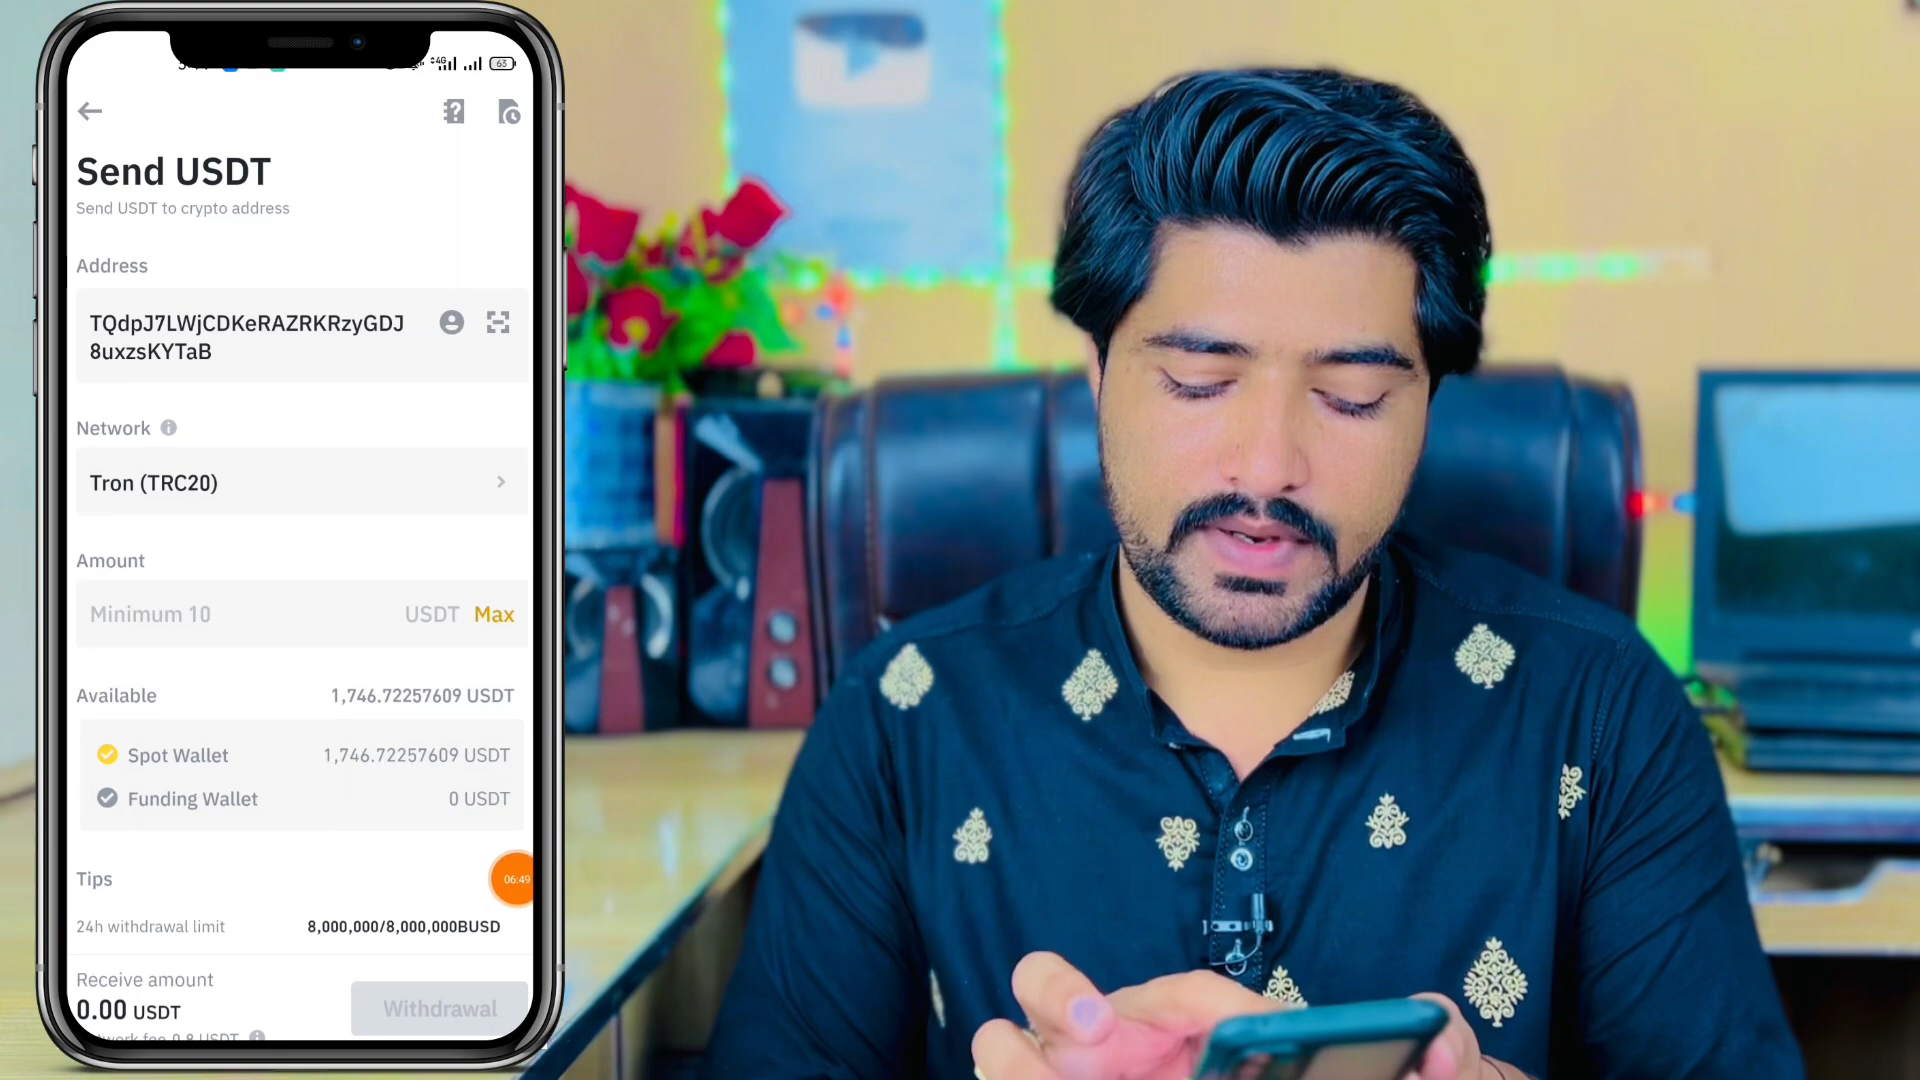 4G
63
Send USDT
Send USDT to crypto address
Address
TQdpJ7LWjCDKeRAZRKRzyGDJ
8uxzsKYTaB
Network
Tron (TRC20)
Amount
Minimum 10 USDT Max
Available 1,746.72257609 USDT
Spot Wallet 1,746.72257609 USDT
Funding Wallet 0 USDT
Tips
06:49
24h withdrawal limit 8,000,000/8,000,000BUSD
Receive amount
0.00 USDT
Withdrawal